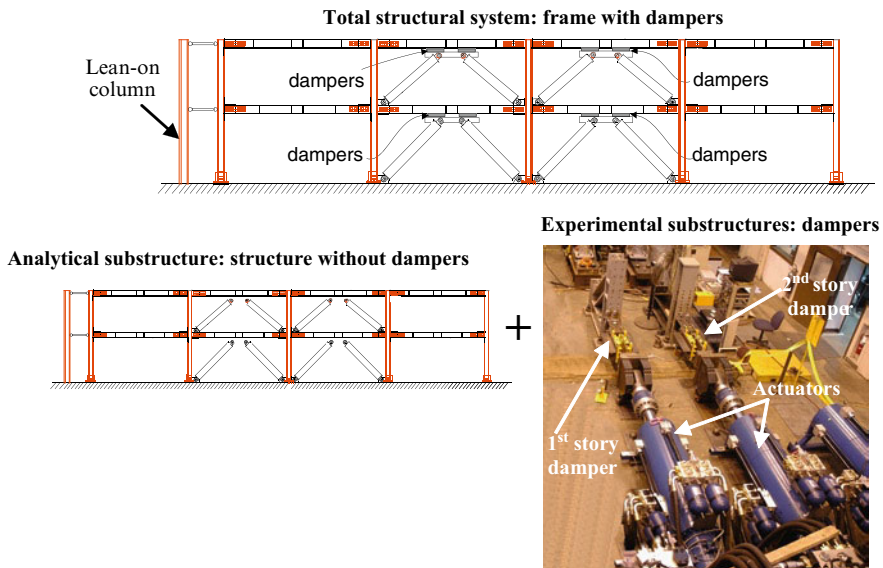 Total structural system: frame with dampers
Lean-on
column
dampers
dampers
dampers
dampers
Experimental substructures: dampers
Analytical substructure: structure without dampers
+
2nd story
damper
Actuators
1st story
damper